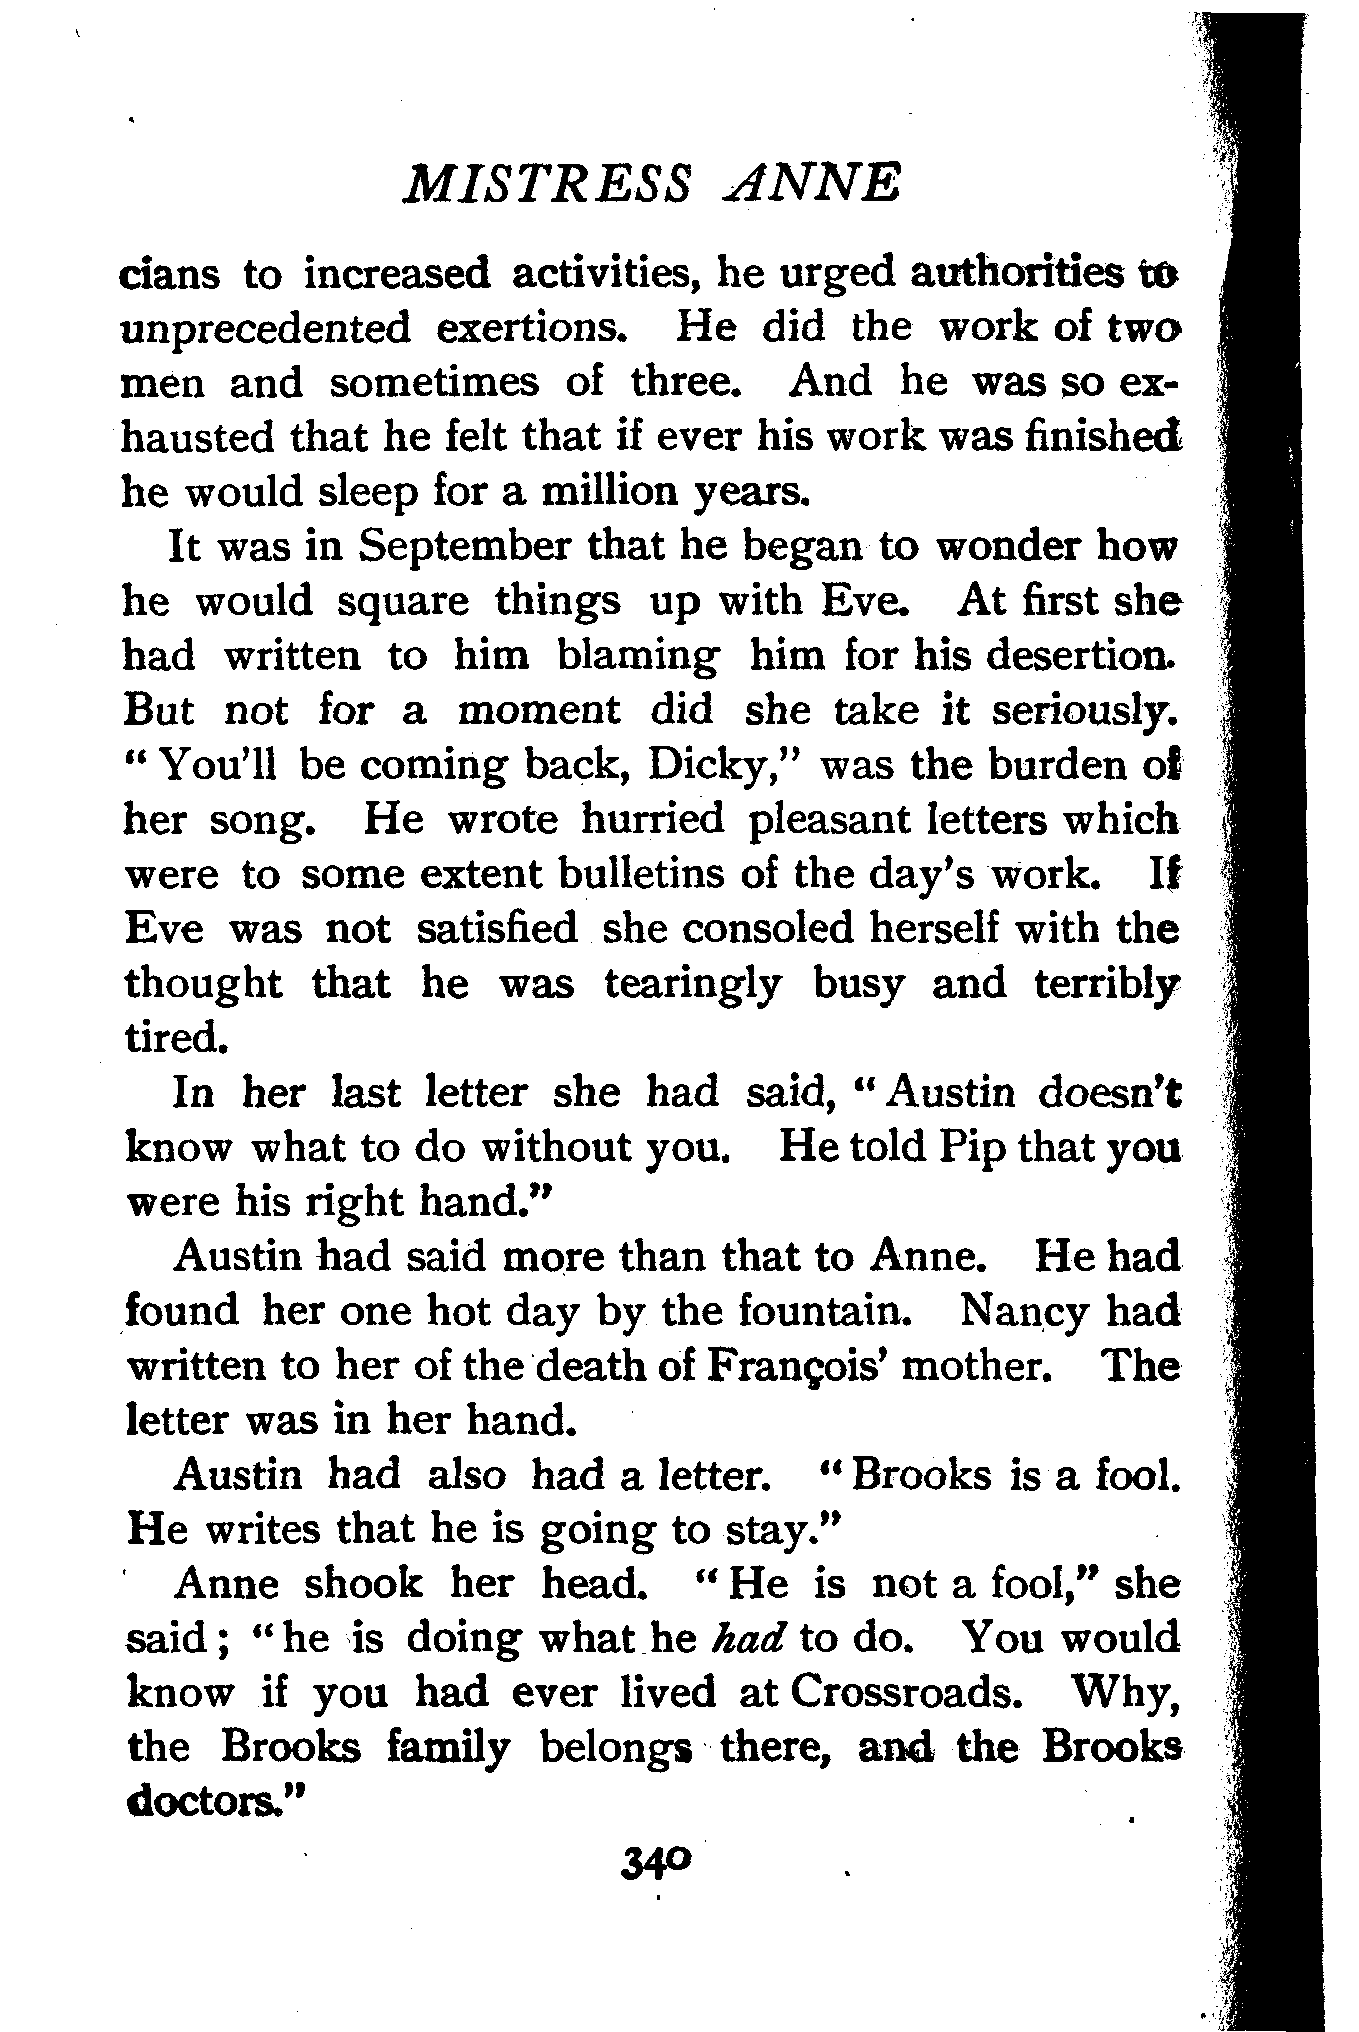 MISTRESS ANNE
cians to increased activities, he urged authorities to
unprecedented exertions. He did the work of two
men and sometimes of three. And he was so ex-
hausted that he felt that if ever his work was finished
he would sleep for a million years.
It was in September that he began to wonder how
he would square things up with Eve. At first she
had written to him blaming him for his desertion.
But not for a moment did she take it seriously.
“You'll be coming back, Dicky,” was the burden of
her song. He wrote hurried pleasant letters which
were to some extent bulletins of the day's work. If
Eve was not satisfied she consoled herself with the
thought that he was tearingly busy and terribly
tired.
In her last letter she had said, “Austin doesn't
know what to do without you. He told Pip that you
were his right hand.”
Austin had said more than that to Anne. He had
found her one hot day by the fountain. Nancy had
written to her of the death of François' mother. The
letter was in her hand.
Austin had also had a letter. “Brooks is a fool.
He writes that he is going to stay.”
Anne shook her head. “He is not a fool,” she
said; “he is doing what he had to do. You would
know if you had ever lived at Crossroads. Why,
the Brooks family belongs there, and the Brooks
doctors.”
340